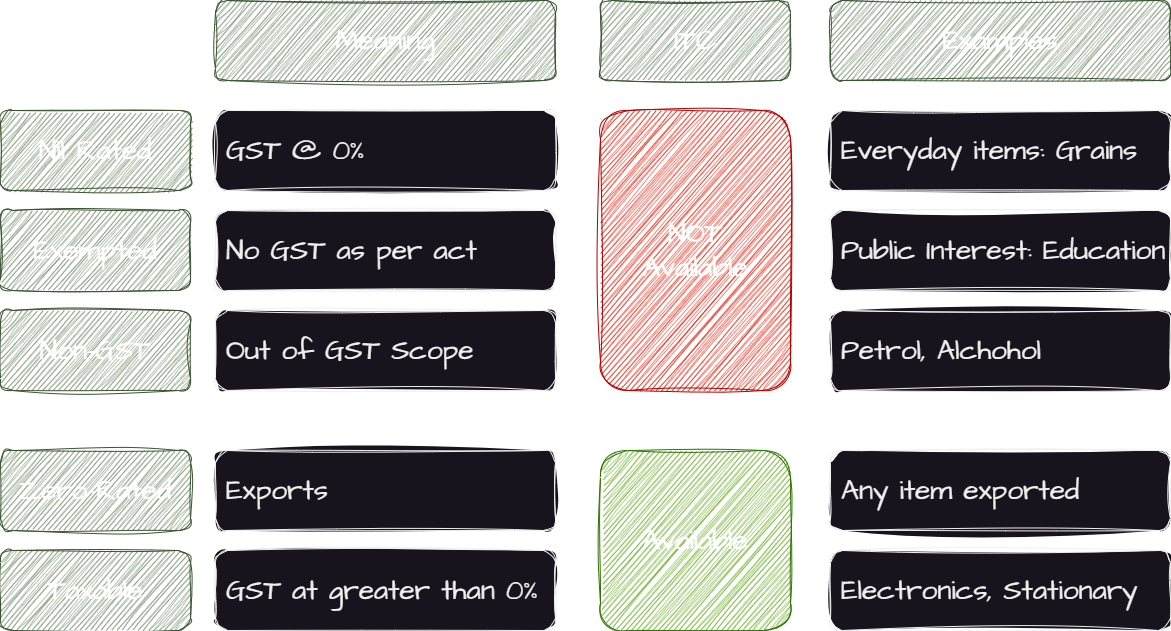 Meaning
ITC
Examples
Nil Rated
GST @ 0%
Everyday items: Grains
Exempted
No GST as per act
NOT
Available
Public Interest: Education
Non-GST
Out of GST Scope
Petrol, Alchohol
Zero-Rated
Exports
Available
Any item exported
Taxable
GST at greater than 0%
Electronics, Stationary